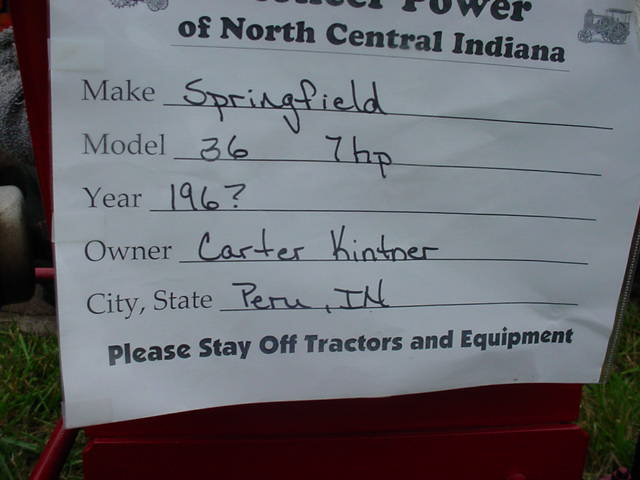 Power
of North Central Indiana
Make Springfield
Model 36 7hp
Year 196?
Owner Carter Kintner
City, State Peru, IN
Please Stay Off Tractors and Equipment